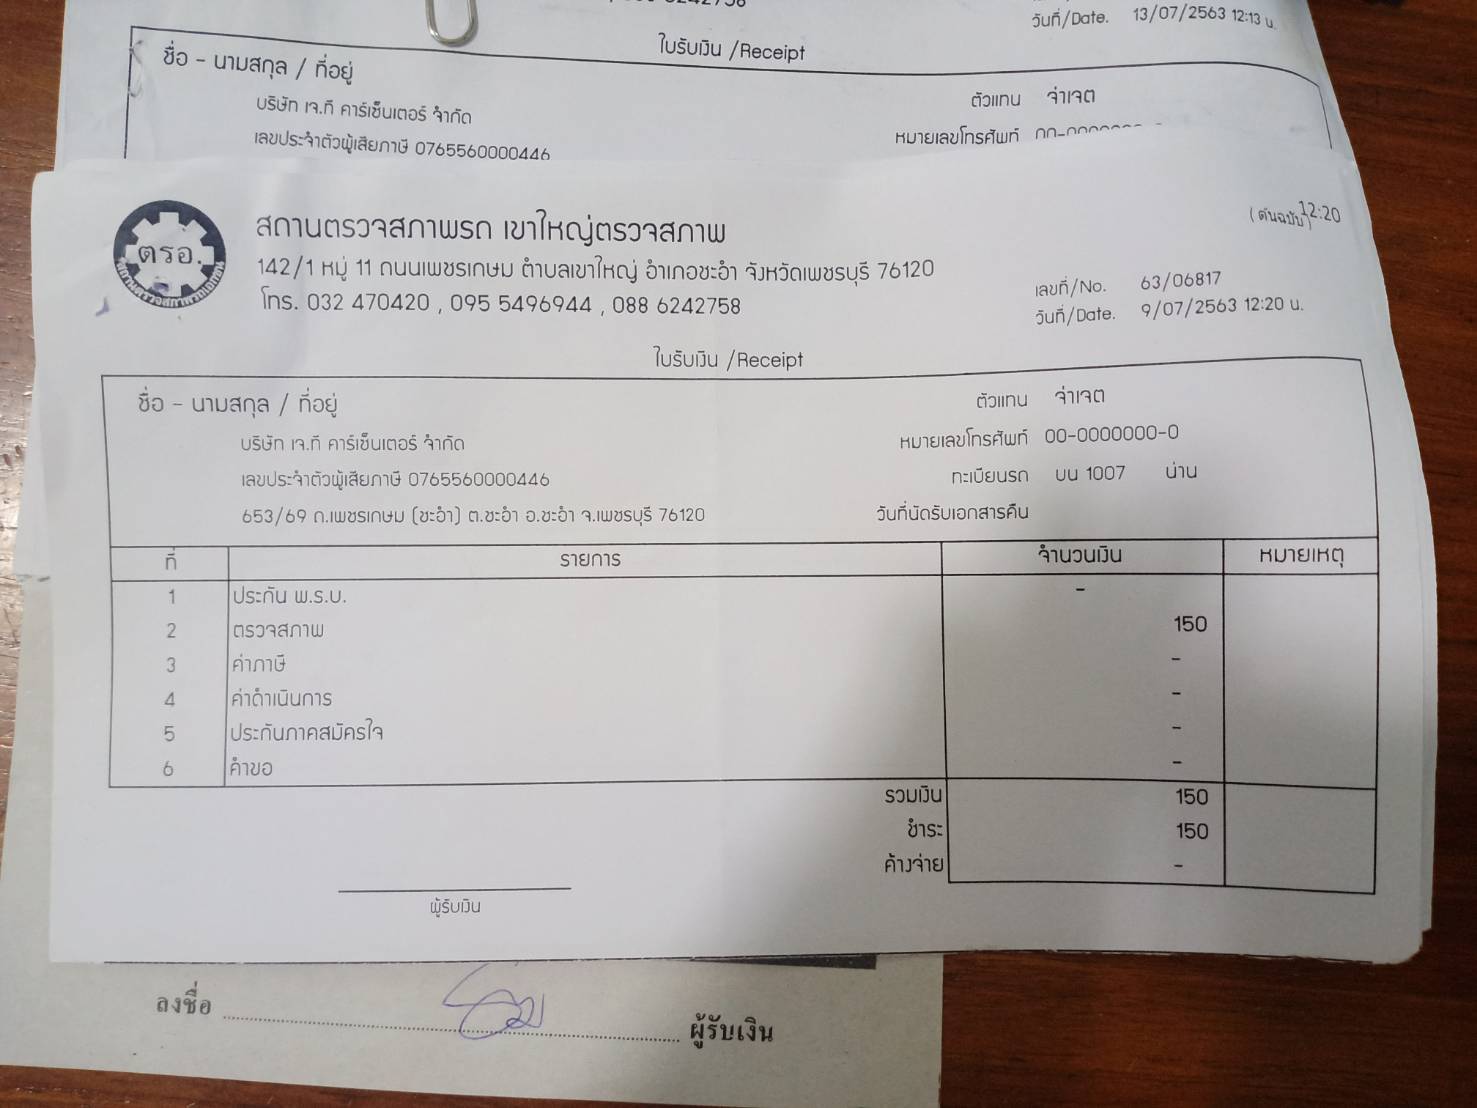 วันที่/Date. 13/07/2563 12:13 น.
ใบรับเงิน /Receipt
ชื่อ - นามสกุล / ที่อยู่
บริษัท เจ.ที คาร์เซ็นเตอร์ จำกัด ตัวแทน จ่าเจต
เลขประจำตัวผู้เสียภาษี 0765560000446 หมายเลขโทรศัพท์
ตรอ.
(ต้นฉบับ) 12:20
สถานตรวจสภาพรถ เขาใหญ่ตรวจสภาพ
142/1 หมู่ 11 ถนนเพชรเกษม ตำบลเขาใหญ่ อำเภอชะอำ จังหวัดเพชรบุรี 76120
โทร. 032 470420 , 095 5496944 , 088 6242758
เลขที่/No. 63/06817
วันที่/Date. 9/07/2563 12:20 น.
ใบรับเงิน /Receipt
ชื่อ - นามสกุล / ที่อยู่ ตัวแทน จ่าเจต
บริษัท เจ.ที คาร์เซ็นเตอร์ จำกัด หมายเลขโทรศัพท์ 00-0000000-0
เลขประจำตัวผู้เสียภาษี 0765560000446 ทะเบียนรถ บน 1007 น่าน
653/69 ถ.เพชรเกษม (ชะอำ) ต.ชะอำ อ.ชะอำ จ.เพชรบุรี 76120 วันที่นัดรับเอกสารคืน
ที่ รายการ จำนวนเงิน หมายเหตุ
1 ประกัน พ.ร.บ. -
2 ตรวจสภาพ 150
3 ค่าภาษี -
4 ค่าดำเนินการ -
5 ประกันภาคสมัครใจ -
6 คำขอ -
รวมเงิน 150
ชำระ 150
ค้างจ่าย -
ผู้รับเงิน
ลงชื่อ ผู้รับเงิน